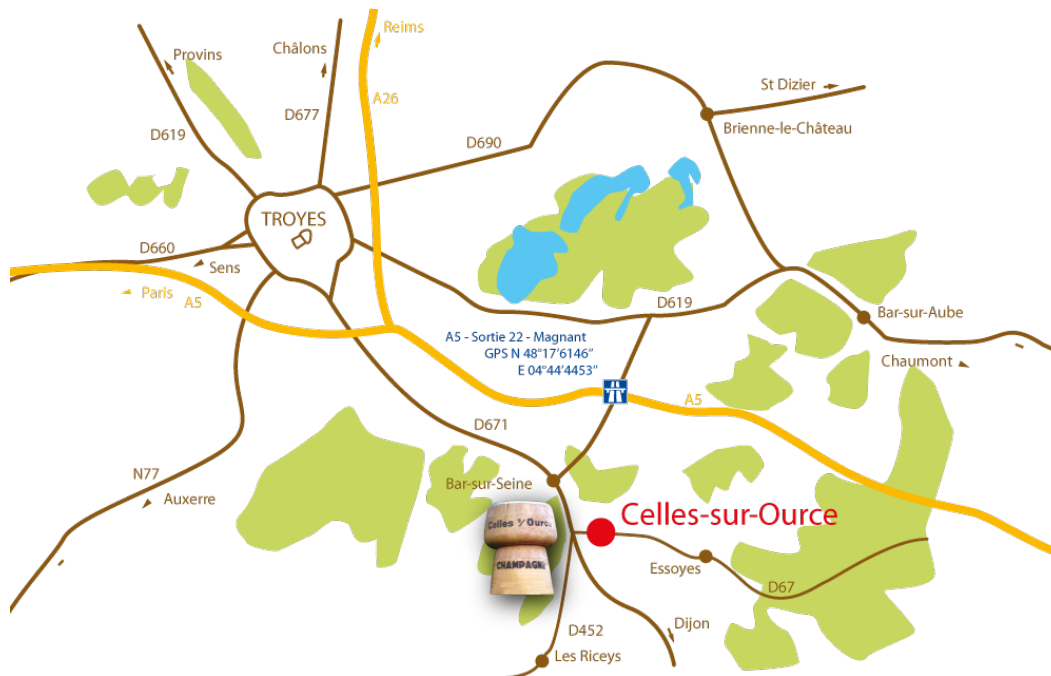 Reims
Provins
Châlons
St Dizier
A26
D677
D619
Brienne-le-Château
D690
TROYES
D660
Sens
Paris
A5
D619
Bar-sur-Aube
A5 - Sortie 22 - Magnant
GPS N 48°17'6146"
E 04°44'4453"
Chaumont
A5
D671
N77
Bar-sur-Seine
Auxerre
Celles s/ Ource
CHAMPAGNE
Celles-sur-Ource
Essoyes
D67
D452
Dijon
Les Riceys